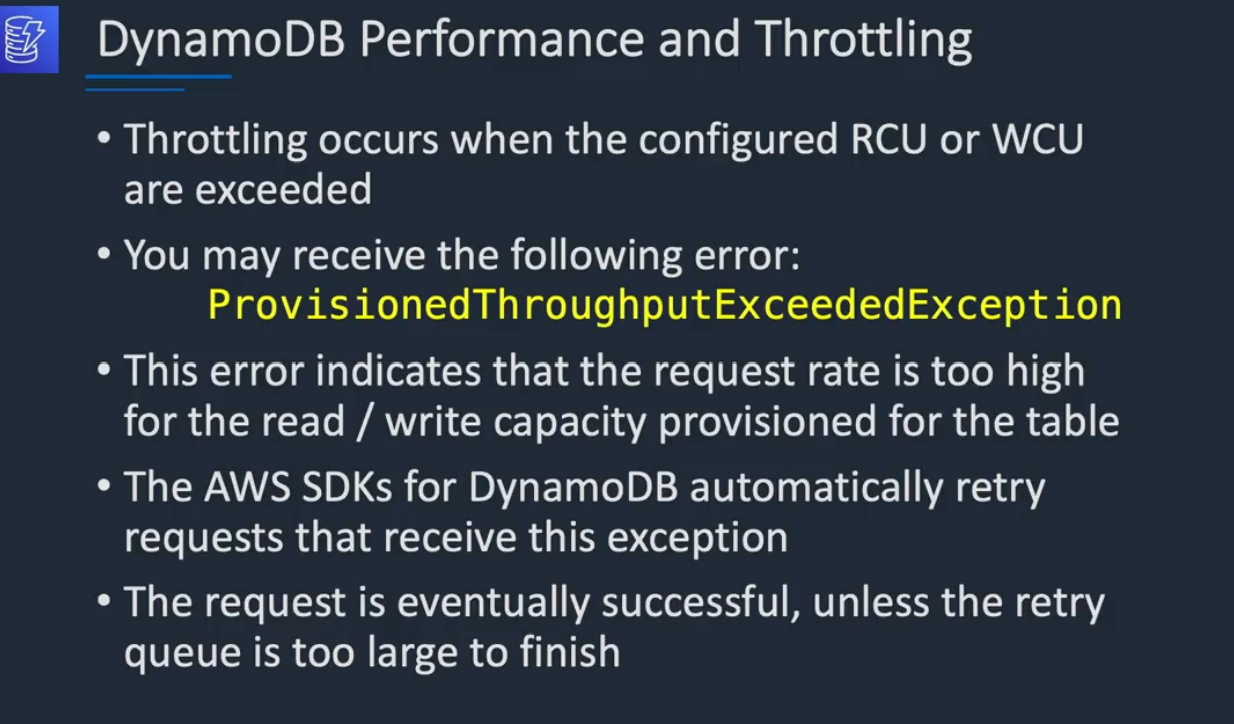 DynamoDB Performance and Throttling
• Throttling occurs when the configured RCU or WCU
are exceeded
• You may receive the following error:
ProvisionedThroughputExceededException
• This error indicates that the request rate is too high
for the read / write capacity provisioned for the table
• The AWS SDKs for DynamoDB automatically retry
requests that receive this exception
• The request is eventually successful, unless the retry
queue is too large to finish